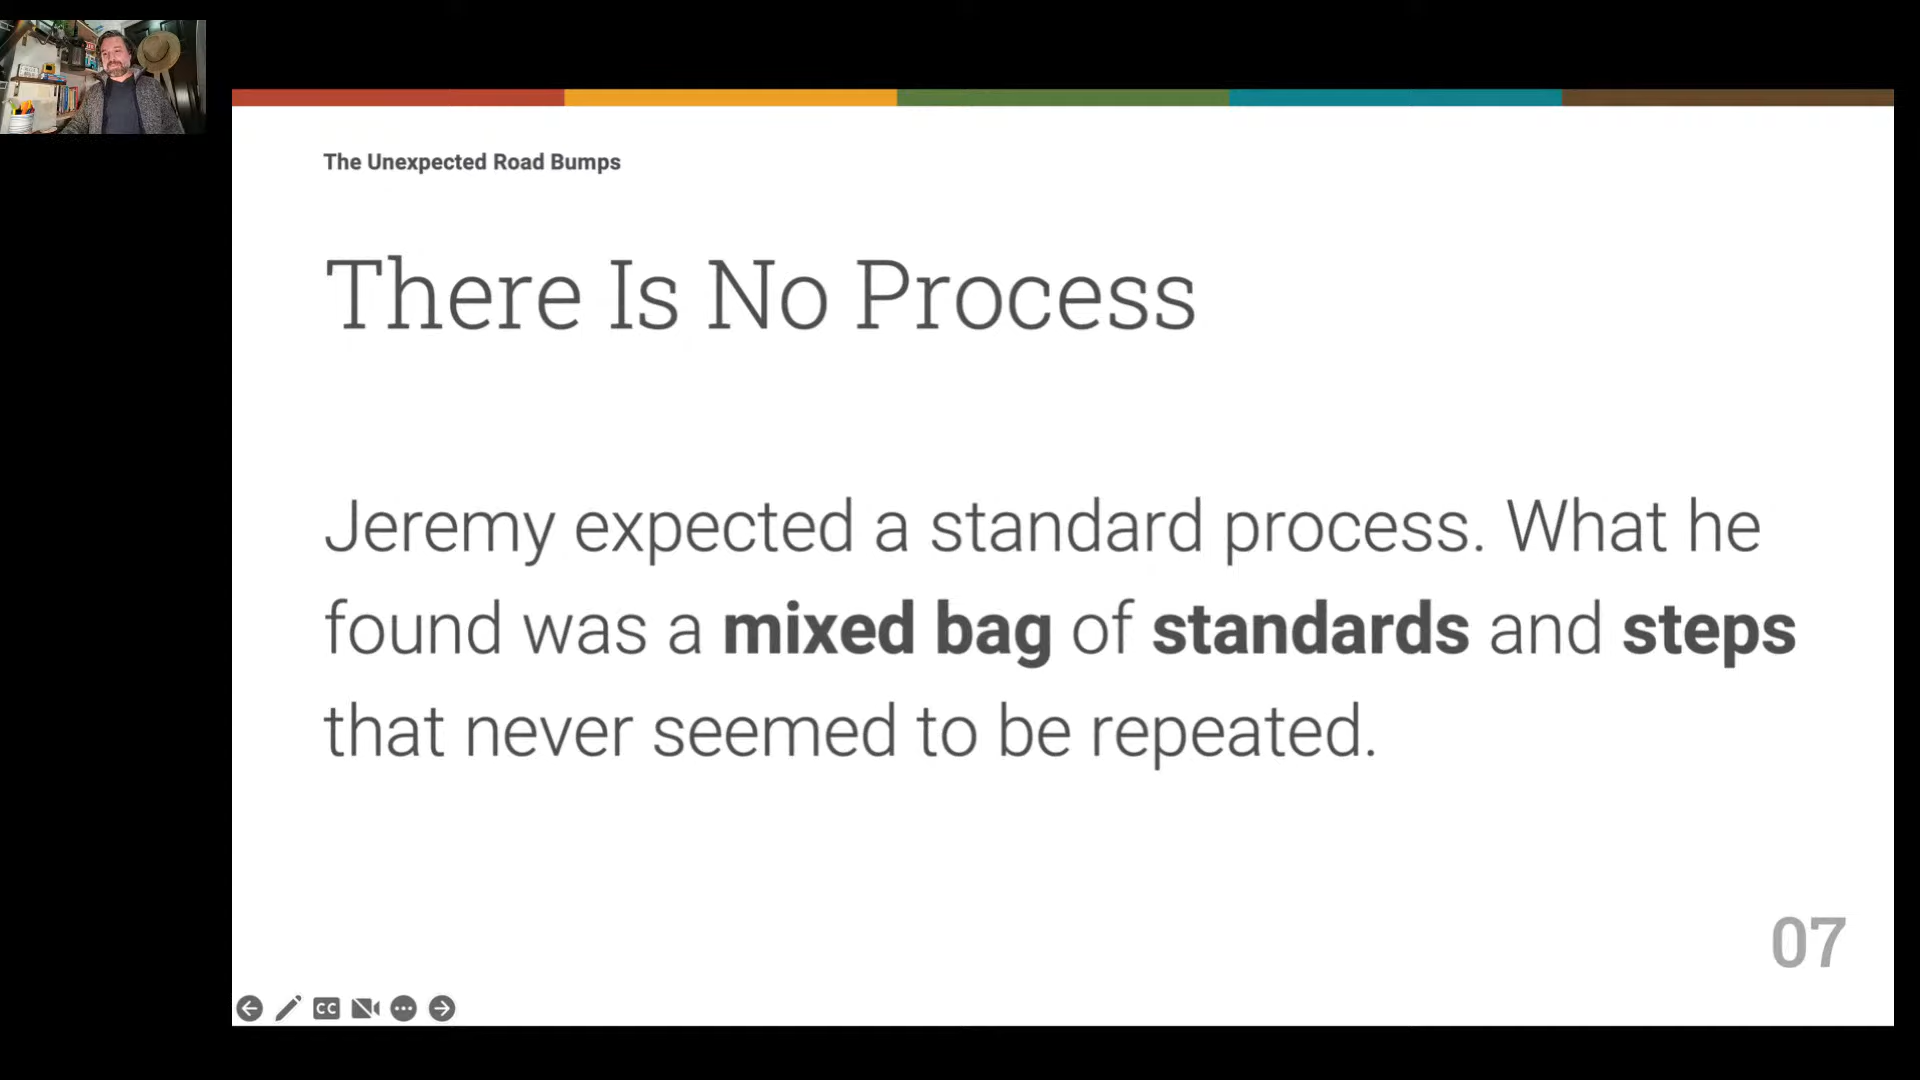 The Unexpected Road Bumps
There Is No Process
Jeremy expected a standard process. What he
found was a mixed bag of standards and steps
that never seemed to be repeated.
07
CC